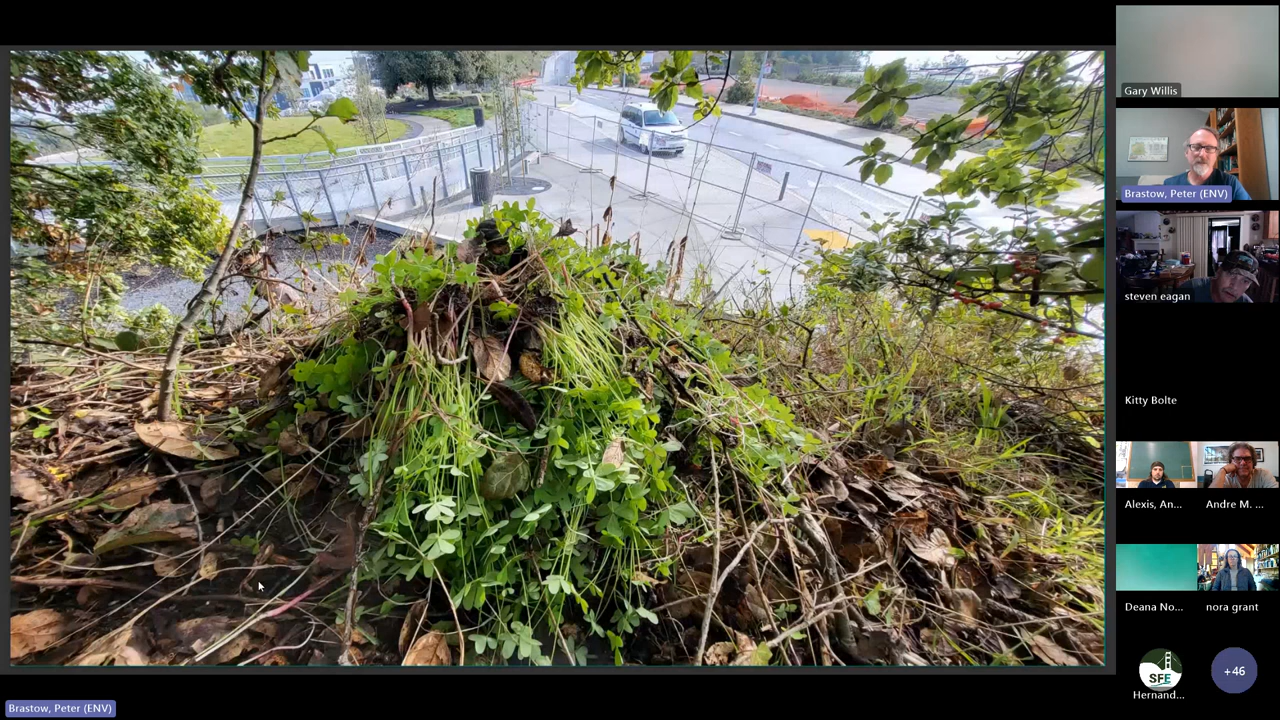 Gary Willis
Brastow, Peter (ENV)
steven eagan
Kitty Bolte
Alexis, An...
Andre M. ...
Deana No...
nora grant
SFE
Hernand...
+46
Brastow, Peter (ENV)